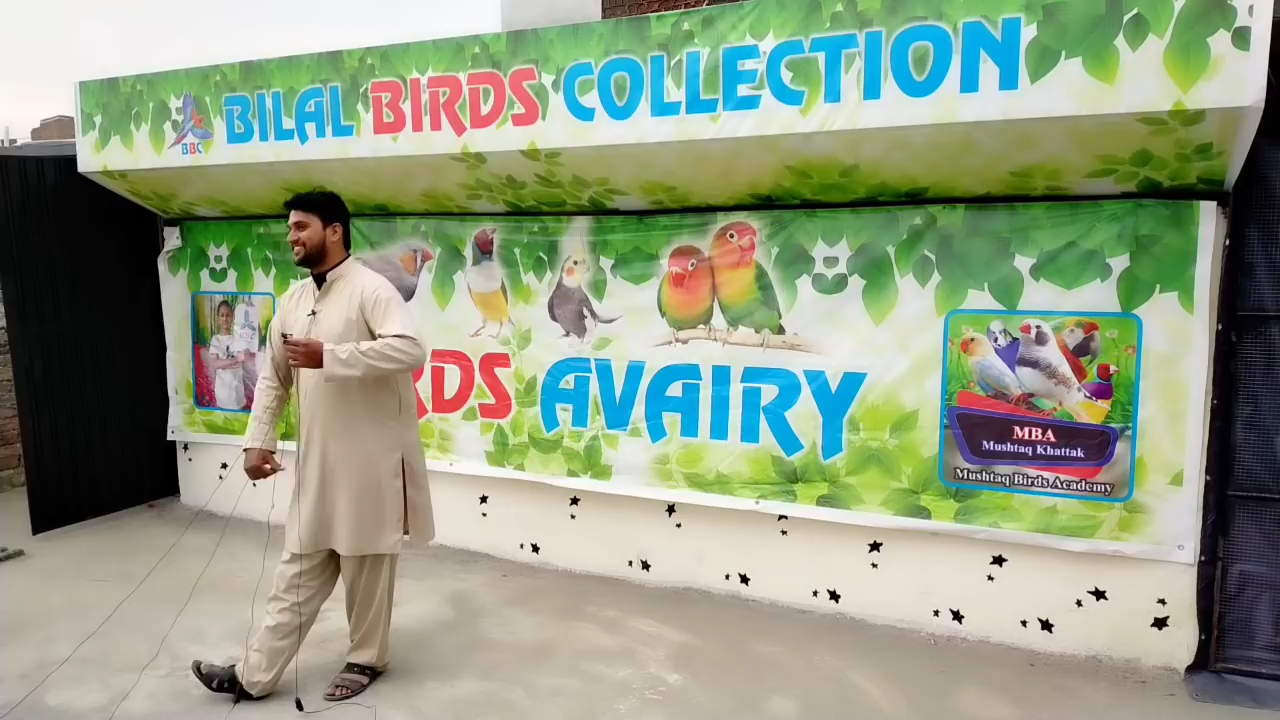 BILAL BIRDS COLLECTION
BBC
RDS AVAIRY
MBA
Mushtaq Khattak
Mushtaq Birds Academy